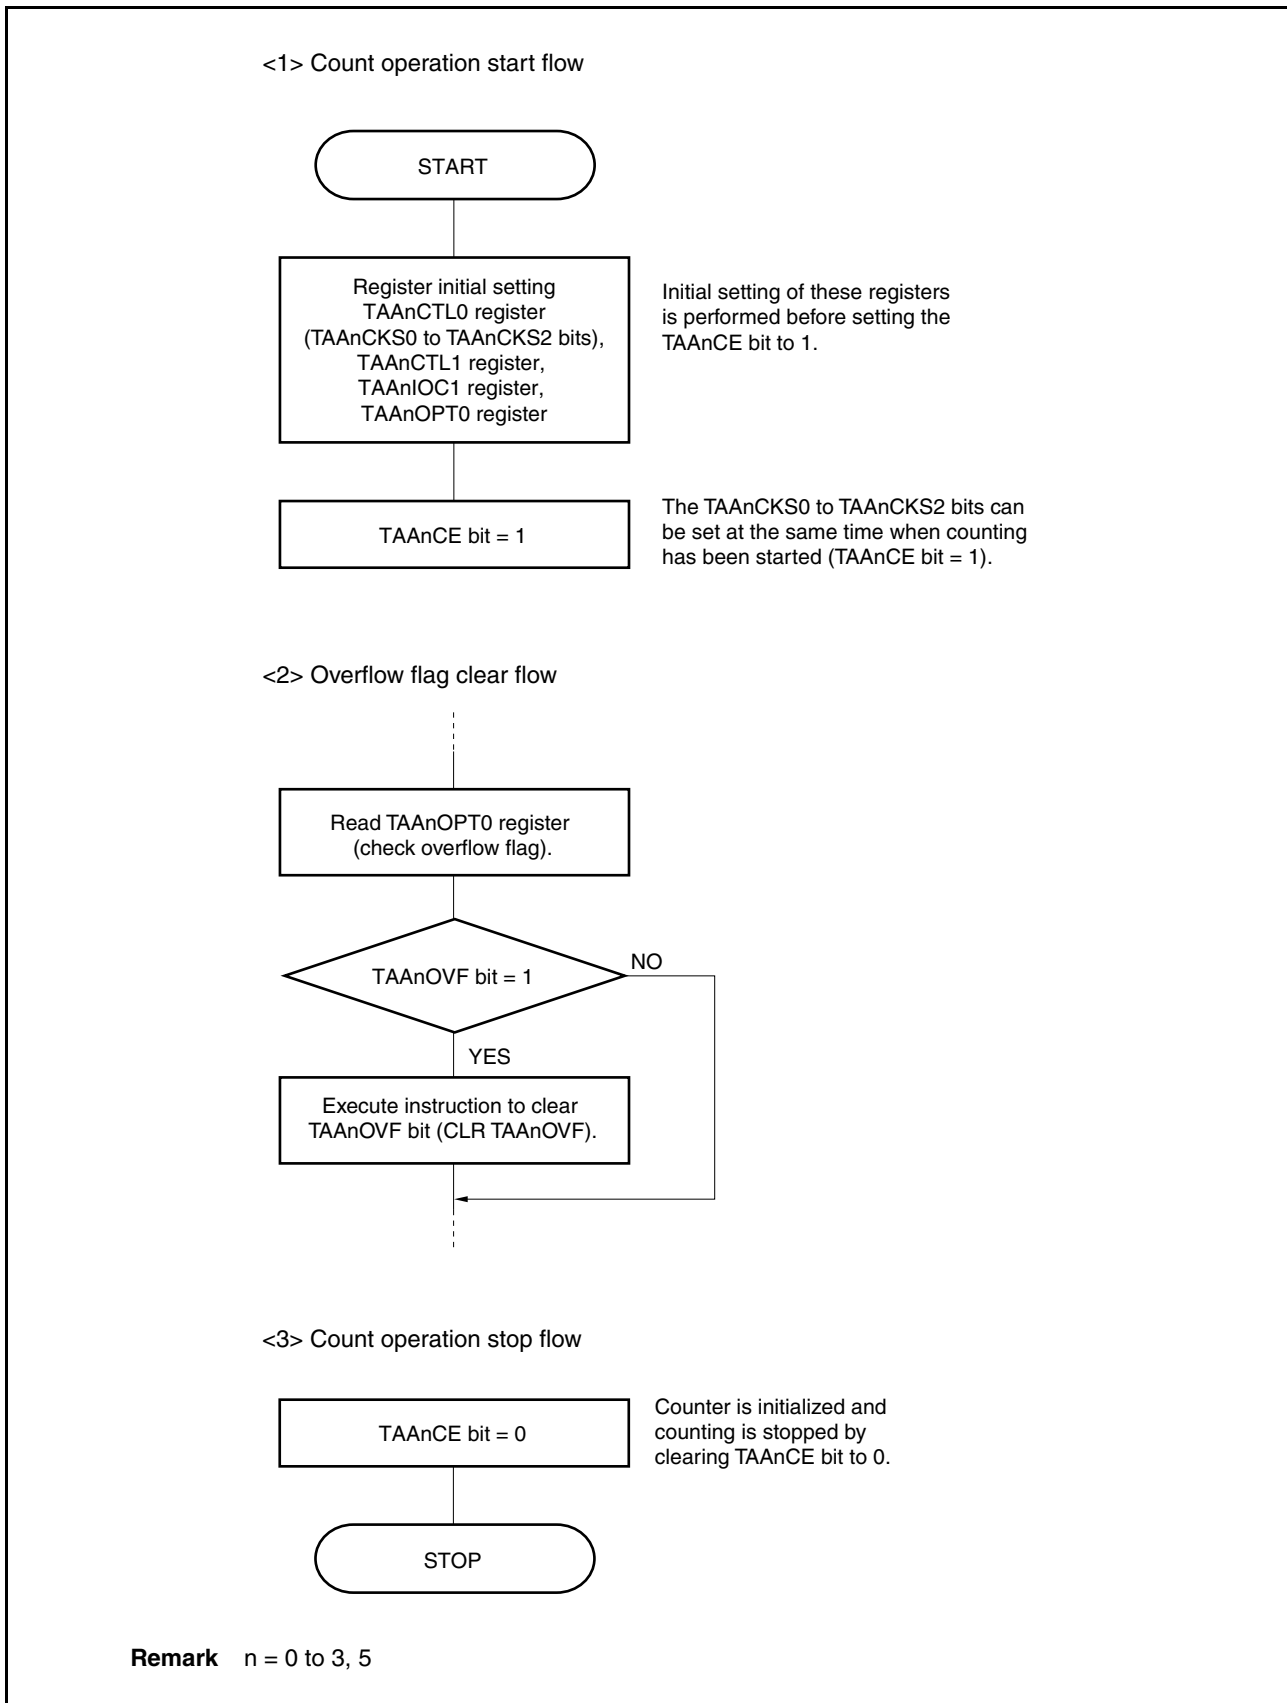 <1> Count operation start flow
START
Register initial setting
TAAnCTL0 register
(TAAnCKS0 to TAAnCKS2 bits),
TAAnCTL1 register,
TAAnIOC1 register,
TAAnOPT0 register
Initial setting of these registers
is performed before setting the
TAAnCE bit to 1.
TAAnCE bit = 1
The TAAnCKS0 to TAAnCKS2 bits can
be set at the same time when counting
has been started (TAAnCE bit = 1).
<2> Overflow flag clear flow
Read TAAnOPT0 register
(check overflow flag).
TAAnOVF bit = 1
NO
YES
Execute instruction to clear
TAAnOVF bit (CLR TAAnOVF).
<3> Count operation stop flow
TAAnCE bit = 0
Counter is initialized and
counting is stopped by
clearing TAAnCE bit to 0.
STOP
Remark n = 0 to 3, 5